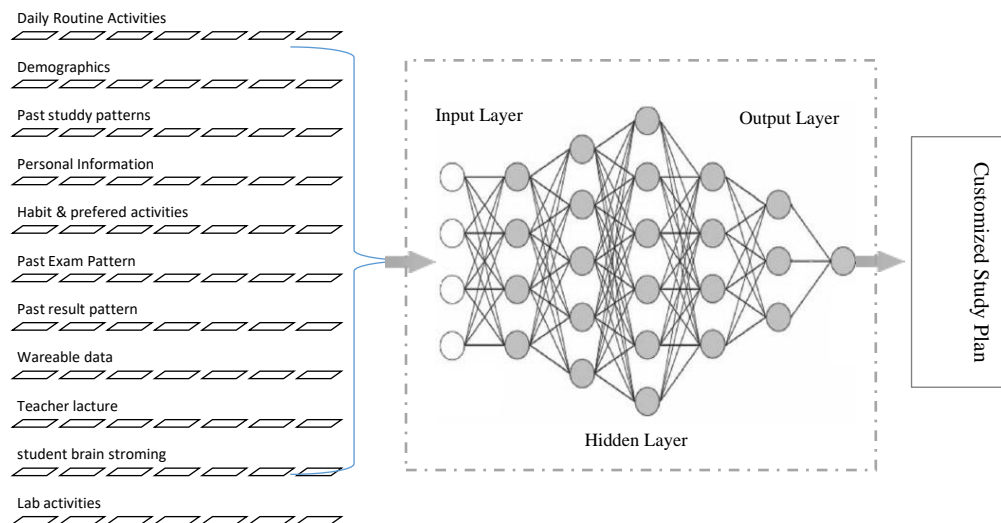 Daily Routine Activities
Demographics
Past studdy patterns
Personal Information
Habit & prefered activities
Past Exam Pattern
Past result pattern
Wareable data
Teacher lacture
student brain stroming
Lab activities
Input Layer
Output Layer
Hidden Layer
Customized Study Plan